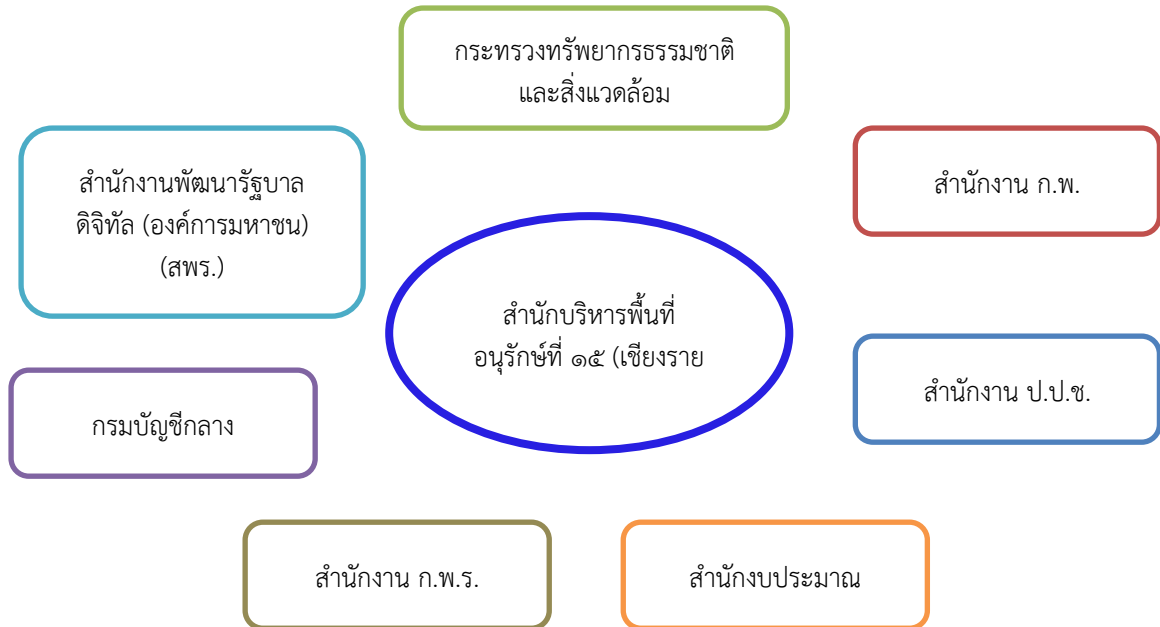 กระทรวงทรัพยากรธรรมชาติ
และสิ่งแวดล้อม
สำนักงานพัฒนารัฐบาล
ดิจิทัล (องค์การมหาชน)
(สพร.)
สำนักงาน ก.พ.
สำนักบริหารพื้นที่
อนุรักษ์ที่ ๑๕ (เชียงราย
สำนักงาน ป.ป.ช.
กรมบัญชีกลาง
สำนักงาน ก.พ.ร.
สำนักงบประมาณ